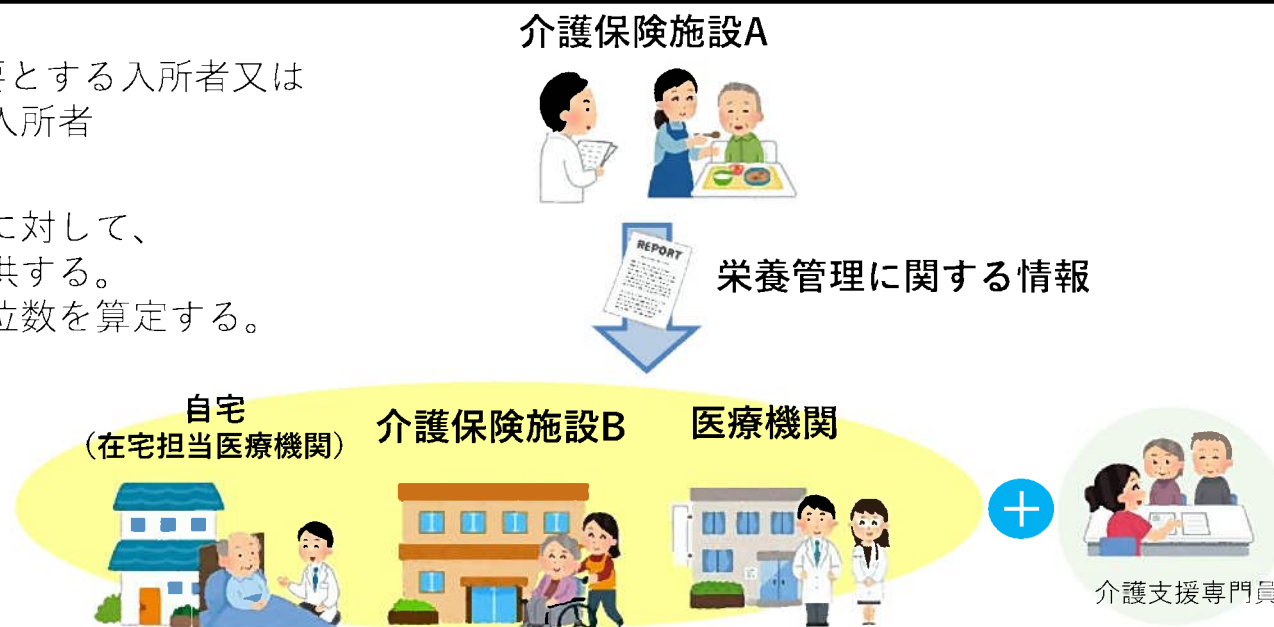 介護保険施設A
要とする入所者又は
入所者
に対して、
供する。
位数を算定する。
REPORT
栄養管理に関する情報
自宅
（在宅担当医療機関）
介護保険施設B
医療機関
介護支援専門員